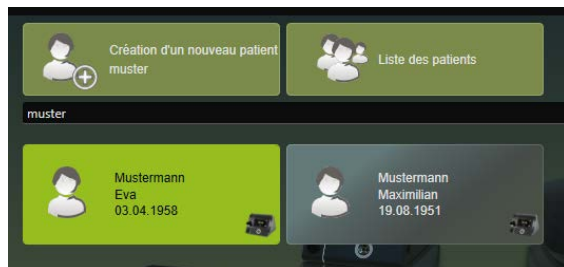 Création d'un nouveau patient
muster
Liste des patients
muster
Mustermann
Eva
03.04.1958
Mustermann
Maximilian
19.08.1951